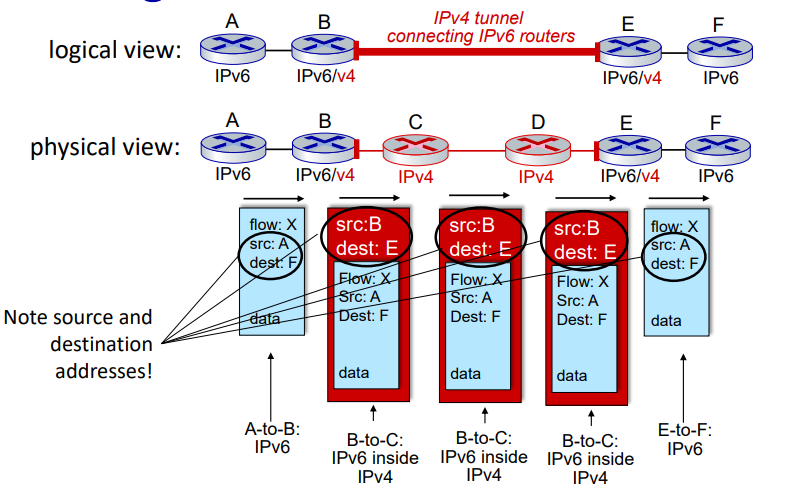 IPv4 tunnel
connecting IPv6 routers
A B E F
logical view:
IPv6 IPv6/v4 IPv6/v4 IPv6
A B C D E F
physical view:
IPv6 IPv6/v4 IPv4 IPv4 IPv6/v4 IPv6
flow: X
src: A
dest: F
data
src:B
dest: E
Flow: X
Src: A
Dest: F
data
src:B
dest: E
Flow: X
Src: A
Dest: F
data
src:B
dest: E
Flow: X
Src: A
Dest: F
data
flow: X
src: A
dest: F
data
Note source and
destination
addresses!
A-to-B:
IPv6
B-to-C:
IPv6 inside
IPv4
B-to-C:
IPv6 inside
IPv4
B-to-C:
IPv6 inside
IPv4
E-to-F:
IPv6